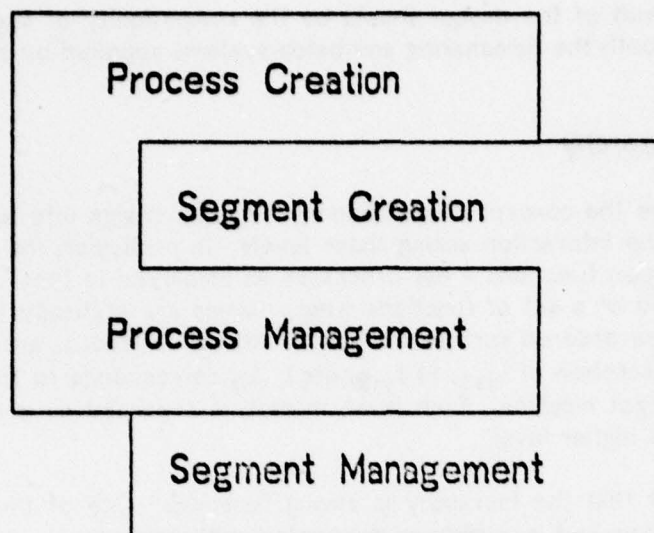 Process Creation
Segment Creation
Process Management
Segment Management